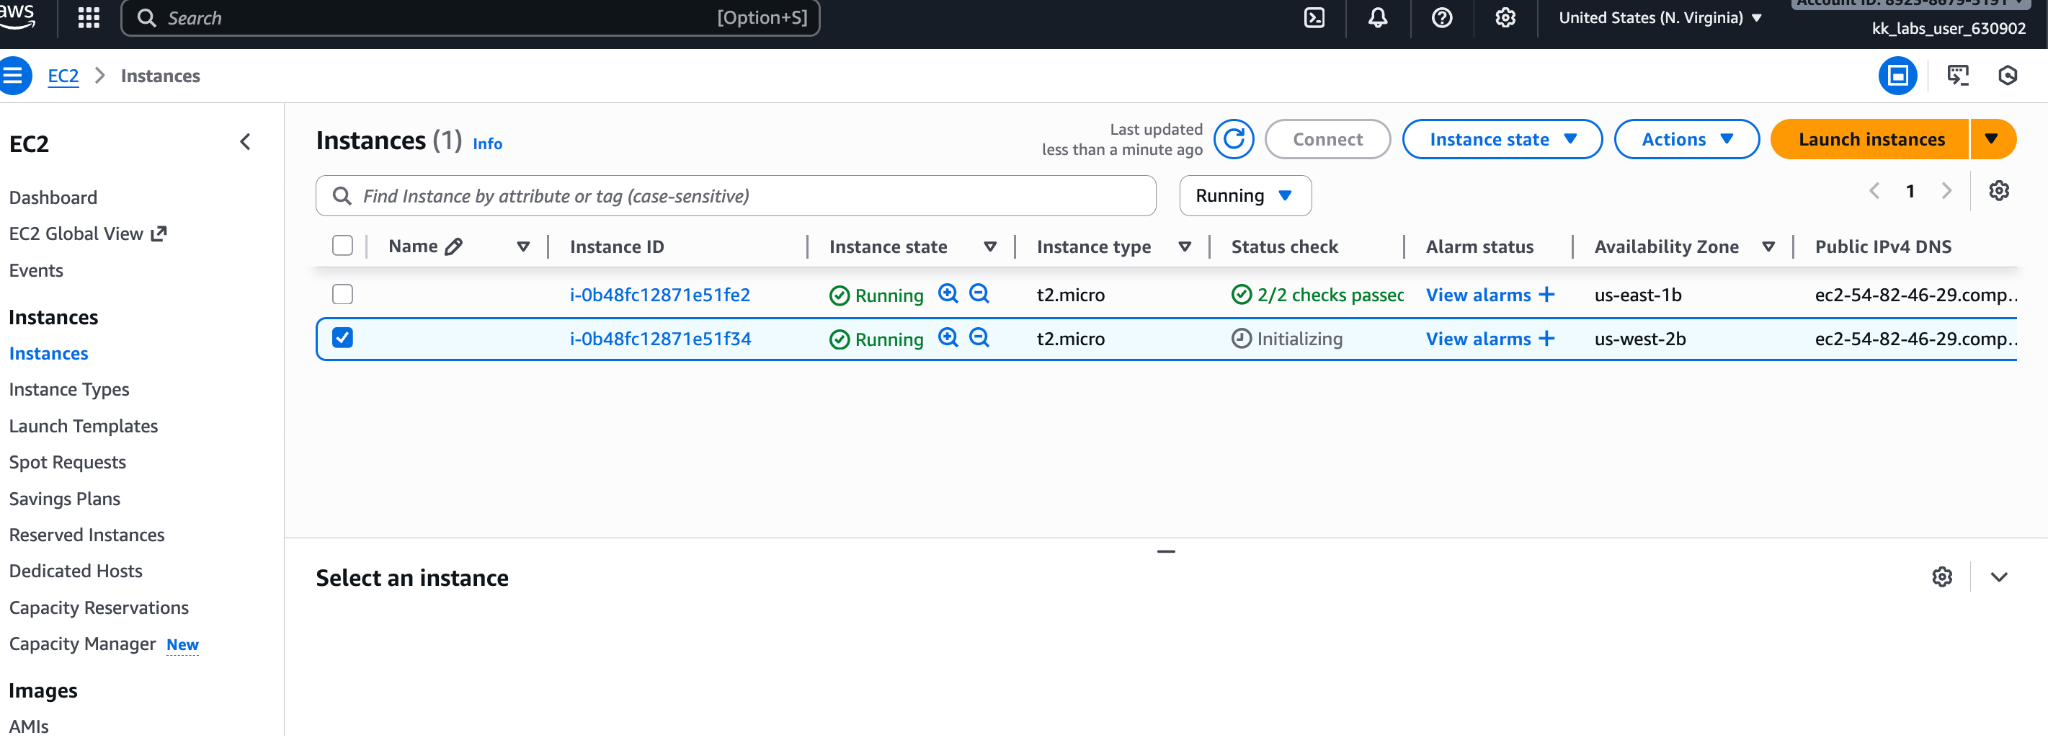 aws
Search [Option+S]
United States (N. Virginia)
Account ID: 8925-8679-5191
kk_labs_user_630902
EC2 Instances
EC2
Dashboard
EC2 Global View
Events
Instances
Instances
Instance Types
Launch Templates
Spot Requests
Savings Plans
Reserved Instances
Dedicated Hosts
Capacity Reservations
Capacity Manager New
Images
AMIs
Instances (1) Info
Last updated
less than a minute ago
Connect
Instance state
Actions
Launch instances
Find Instance by attribute or tag (case-sensitive)
Running
1
Name Instance ID Instance state Instance type Status check Alarm status Availability Zone Public IPv4 DNS
i-0b48fc12871e51fe2 Running t2.micro 2/2 checks passec View alarms + us-east-1b ec2-54-82-46-29.comp…
i-0b48fc12871e51f34 Running t2.micro Initializing View alarms + us-west-2b ec2-54-82-46-29.comp…
Select an instance